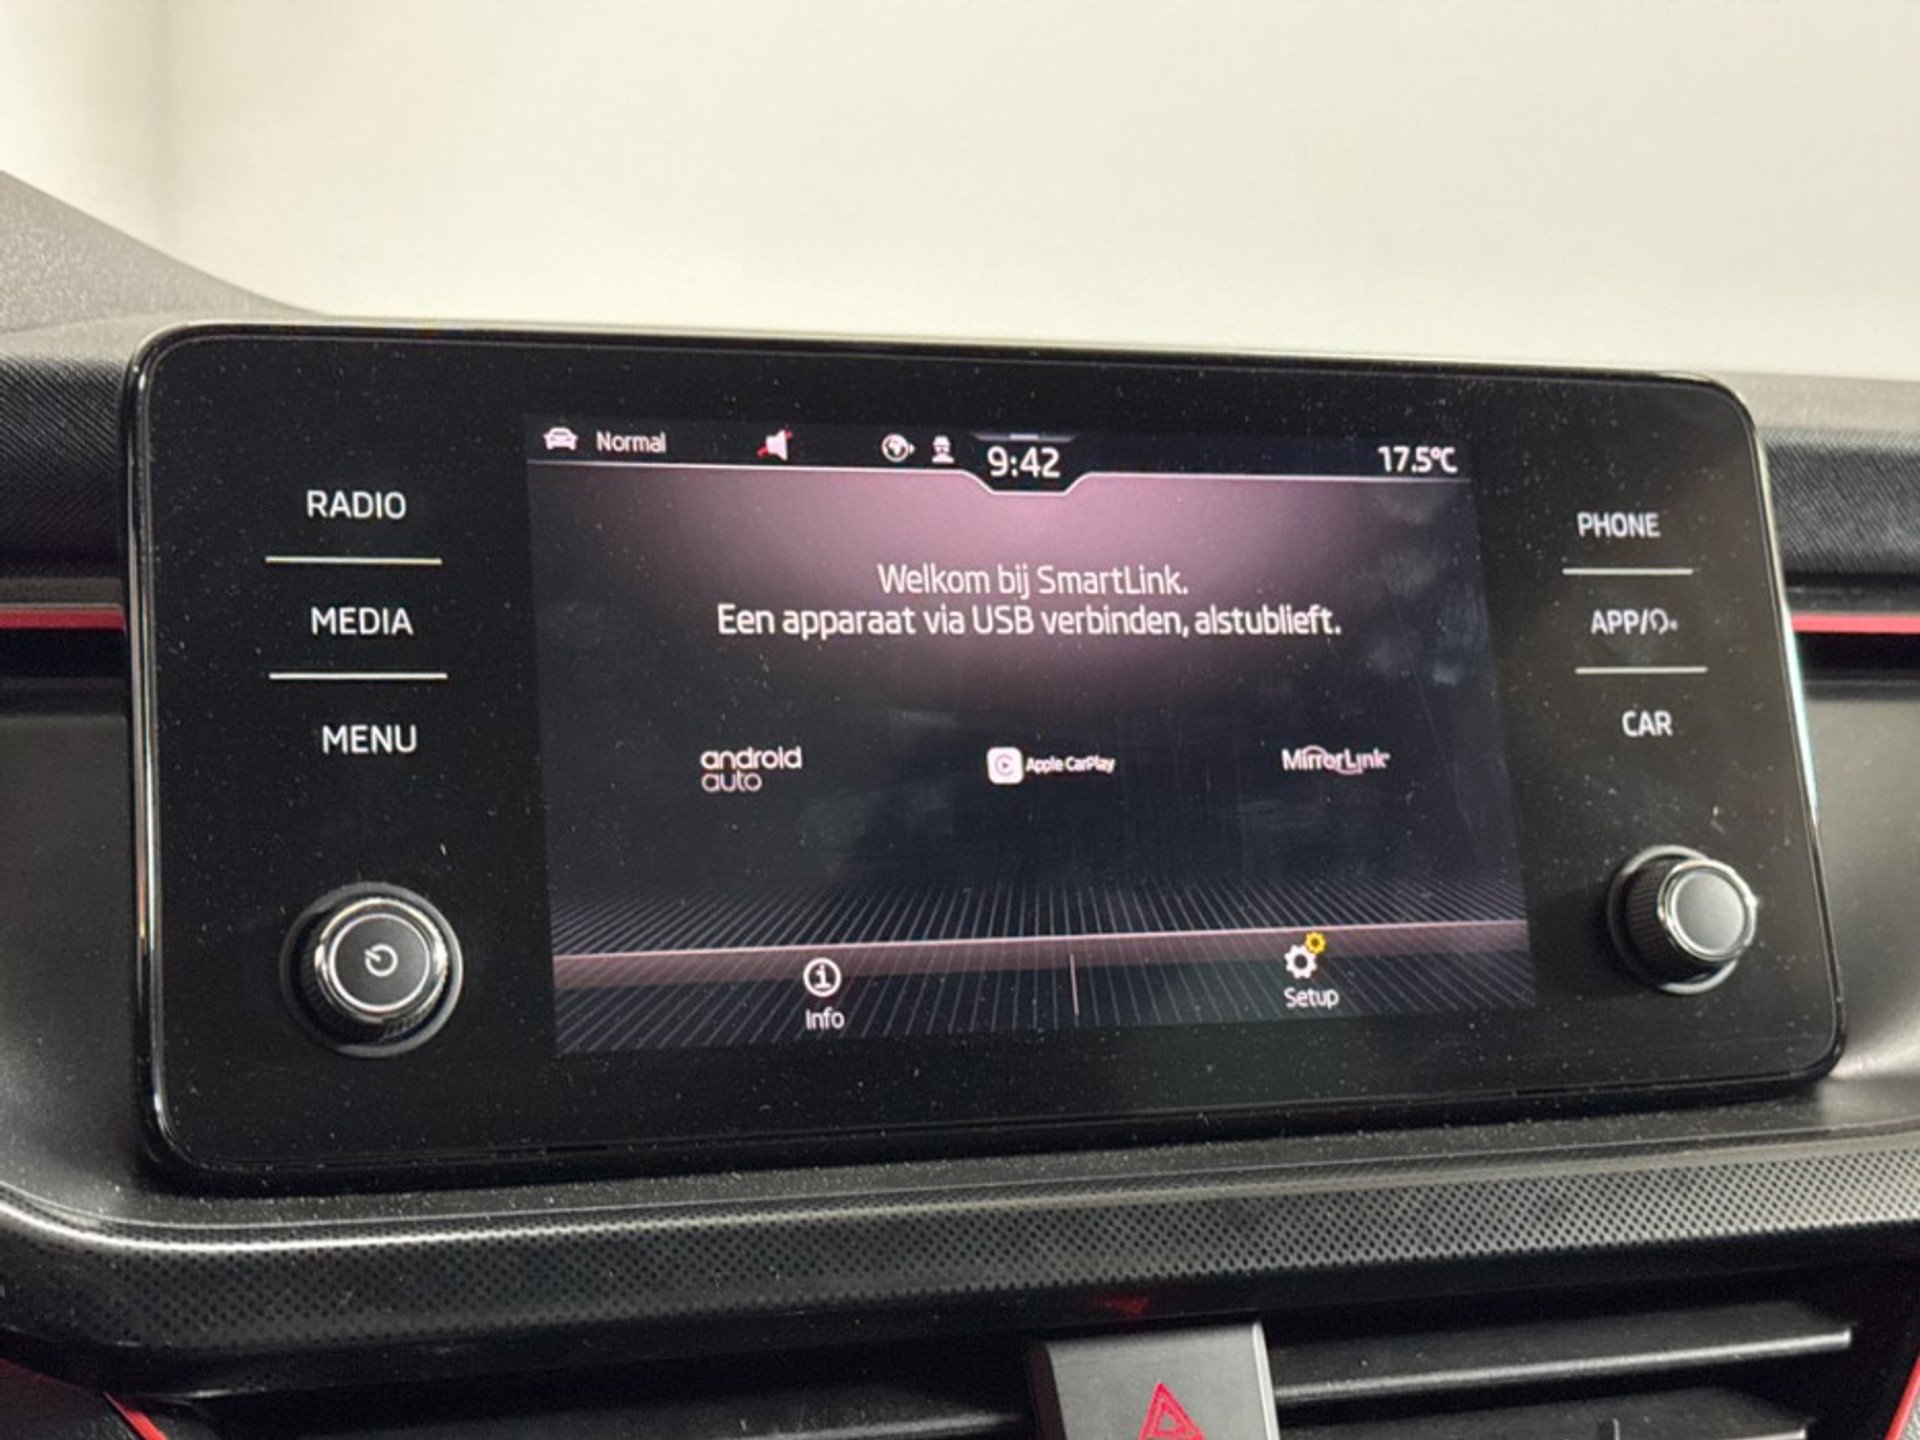 Normal
9:42
17.5°C
RADIO
MEDIA
MENU
Welkom bij SmartLink.
Een apparaat via USB verbinden, alstublieft.
android
auto
Apple CarPlay
MirrorLink
Info
Setup
PHONE
APP/
CAR